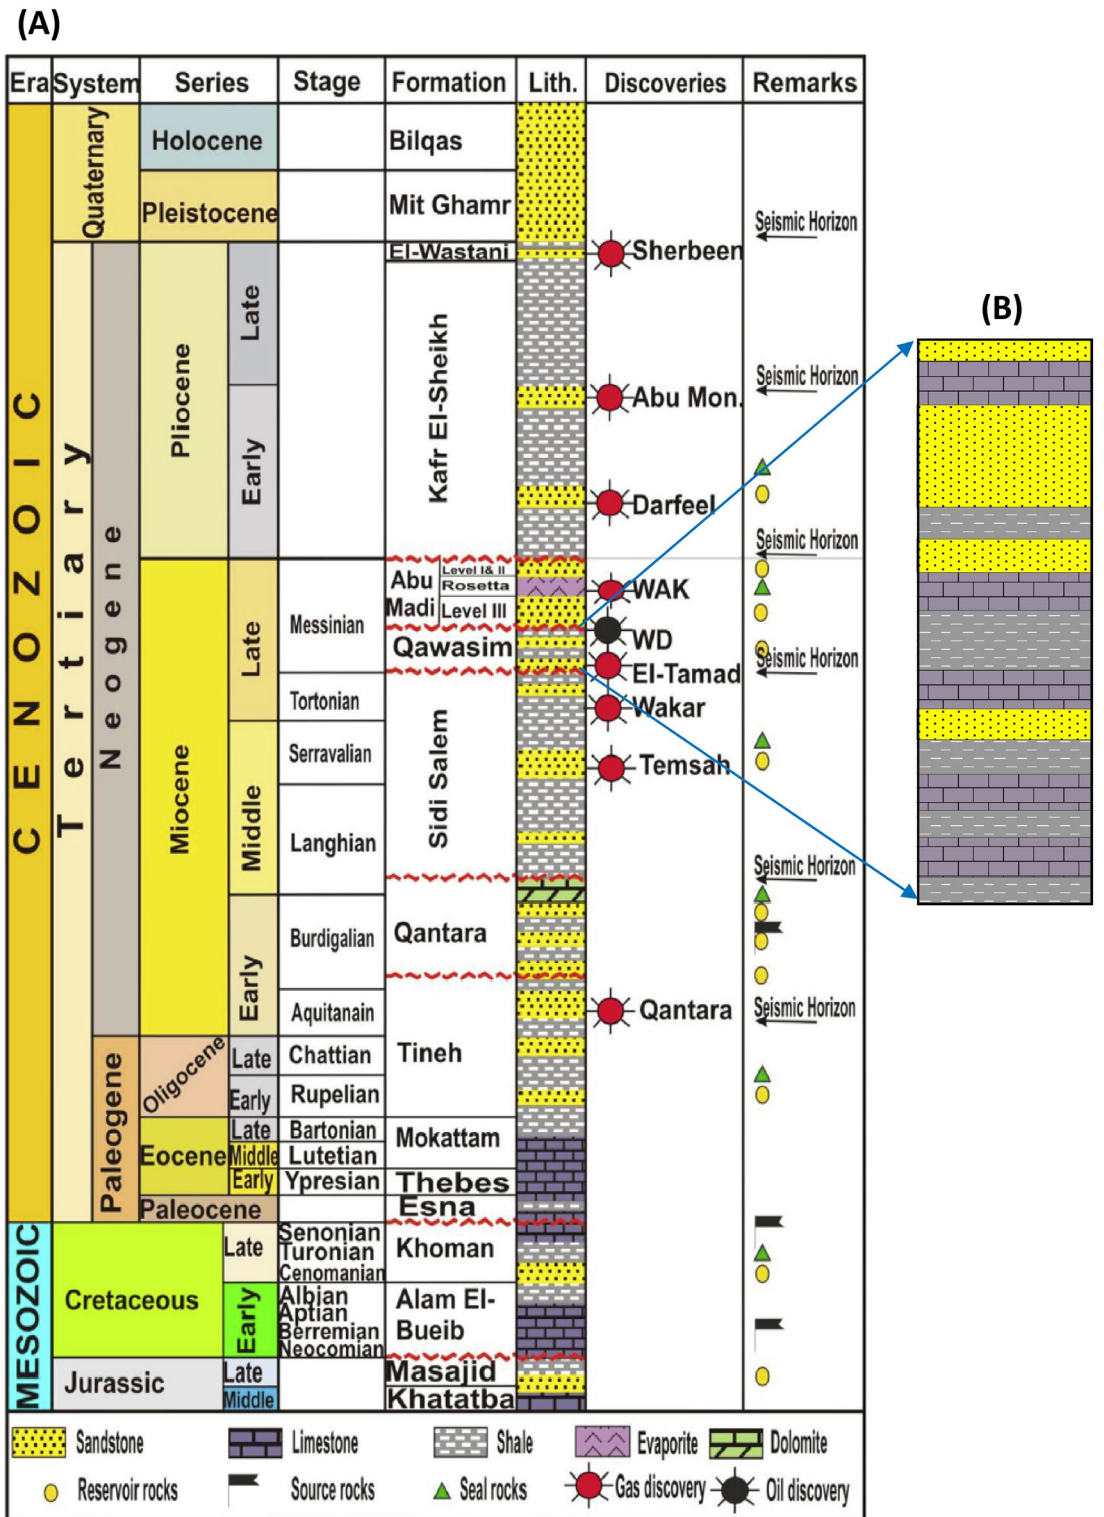 (A)
Era System Series Stage Formation Lith. Discoveries Remarks
CENOZOIC
Quaternary
Holocene Bilqas
Pleistocene Mit Ghamr
Seismic Horizon
Tertiary
Neogene
Pliocene
Late
Early
El-Wastani
Sherbeen
Kafr El-Sheikh
Seismic Horizon
Abu Mon.
Darfeel
Seismic Horizon
Miocene
Late
Messinian
Abu
Madi
Level I& II
Rosetta
Level III
WAK
Qawasim
WD
Seismic Horizon
El-Tamad
Tortonian
Wakar
Sidi Salem
Middle
Serravalian
Temsah
Langhian
Seismic Horizon
Early
Burdigalian
Qantara
Aquitanain
Qantara
Seismic Horizon
Paleogene
Oligocene
Late Chattian
Tineh
Early Rupelian
Eocene
Late Bartonian
Mokattam
Middle Lutetian
Early Ypresian Thebes
Paleocene Esna
MESOZOIC
Cretaceous
Late
Senonian
Turonian
Cenomanian
Khoman
Early
Albian
Aptian
Berremian
Neocomian
Alam El-
Bueib
Jurassic
Late Masajid
Middle Khatatba
Sandstone Limestone Shale Evaporite Dolomite
Reservoir rocks Source rocks Seal rocks Gas discovery Oil discovery
(B)